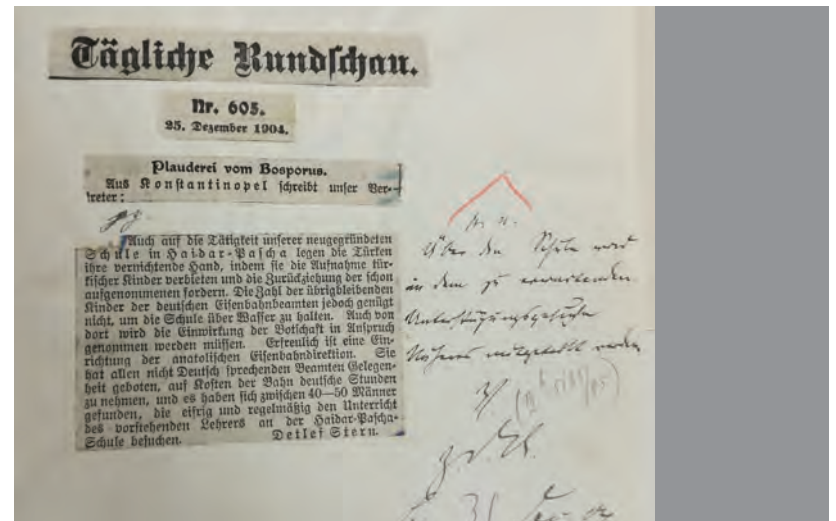 Tägliche Rundschau.
Nr. 605.
25. Dezember 1904.
Plauderei vom Bosporus.
Aus Konstantinopel schreibt unser Ver-
treter:
Auch auf die Tätigkeit unserer neugegründeten
Schule in Haidar-Pascha legen die Türken
ihre vernichtende Hand, indem sie die Aufnahme tür-
kischer Kinder verbieten und die Zurückziehung der schon
aufgenommenen fordern. Die Zahl der übrigbleibenden
Kinder der deutschen Eisenbahnbeamten jedoch genügt
nicht, um die Schule über Wasser zu halten. Auch von
dort wird die Einwirkung der Botschaft in Anspruch
genommen werden müssen. Erfreulich ist eine Ein-
richtung der anatolischen Eisenbahndirektion. Sie
hat allen nicht Deutsch sprechenden Beamten Gelegen-
heit geboten, auf Kosten der Bahn deutsche Stunden
zu nehmen, und es haben sich zwischen 40—50 Männer
gefunden, die eifrig und regelmäßig den Unterricht
des vorstehenden Lehrers an der Haidar-Pascha-
Schule besuchen. Detlef Stern.
Über die Schule wird
in dem zu erwartenden
Unterstützungsgesuche
Näheres mitgeteilt werden
z. d. A.